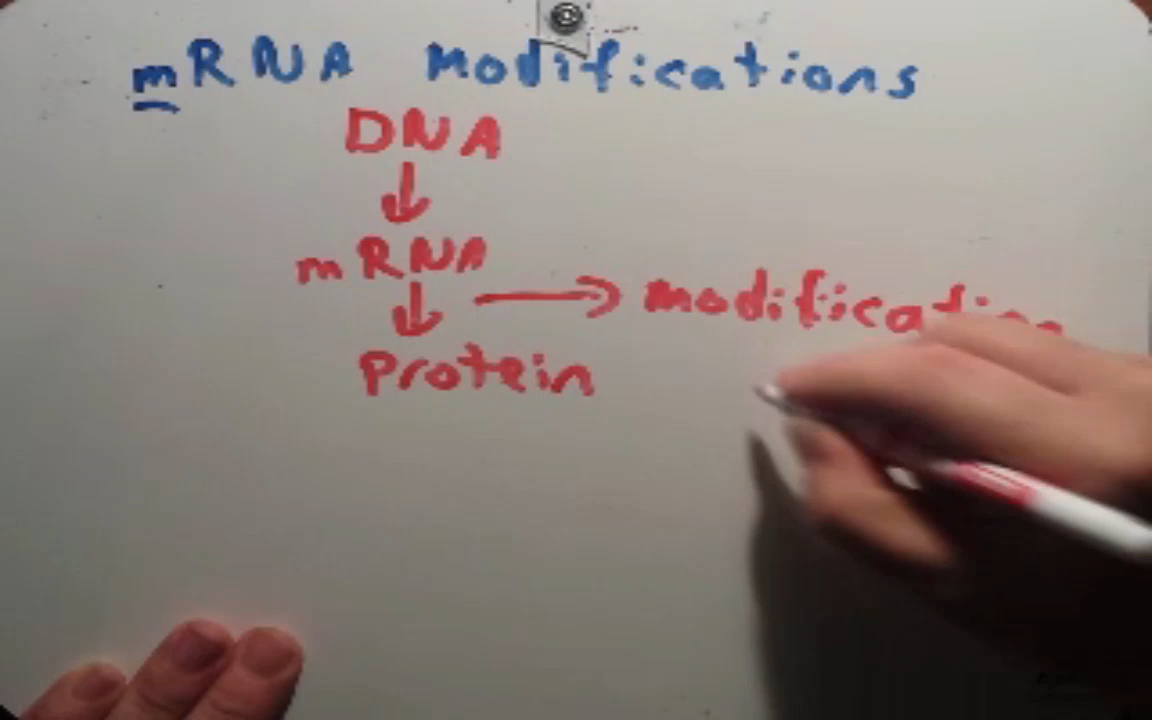 mRNA Modifications
DNA
mRNA
modification
Protein